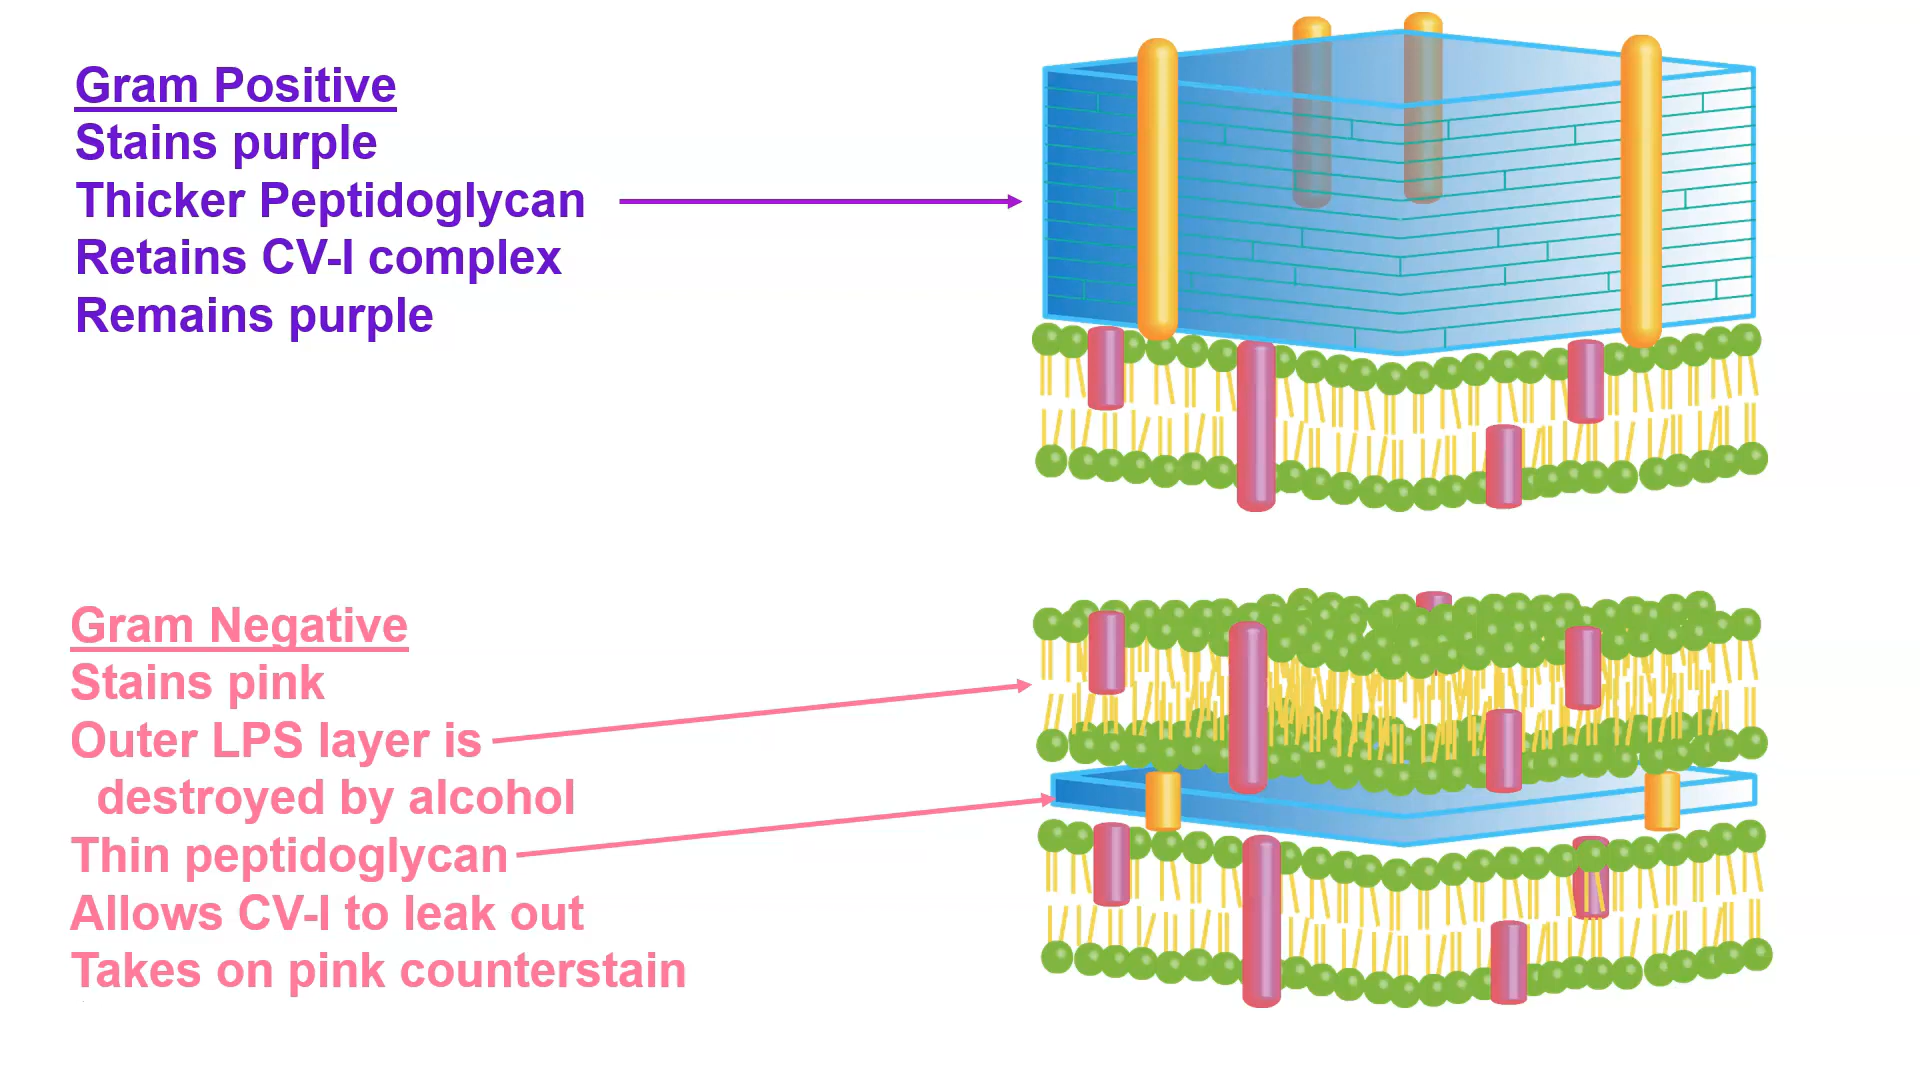 Gram Positive
Stains purple
Thicker Peptidoglycan
Retains CV-I complex
Remains purple
Gram Negative
Stains pink
Outer LPS layer is
destroyed by alcohol
Thin peptidoglycan
Allows CV-I to leak out
Takes on pink counterstain